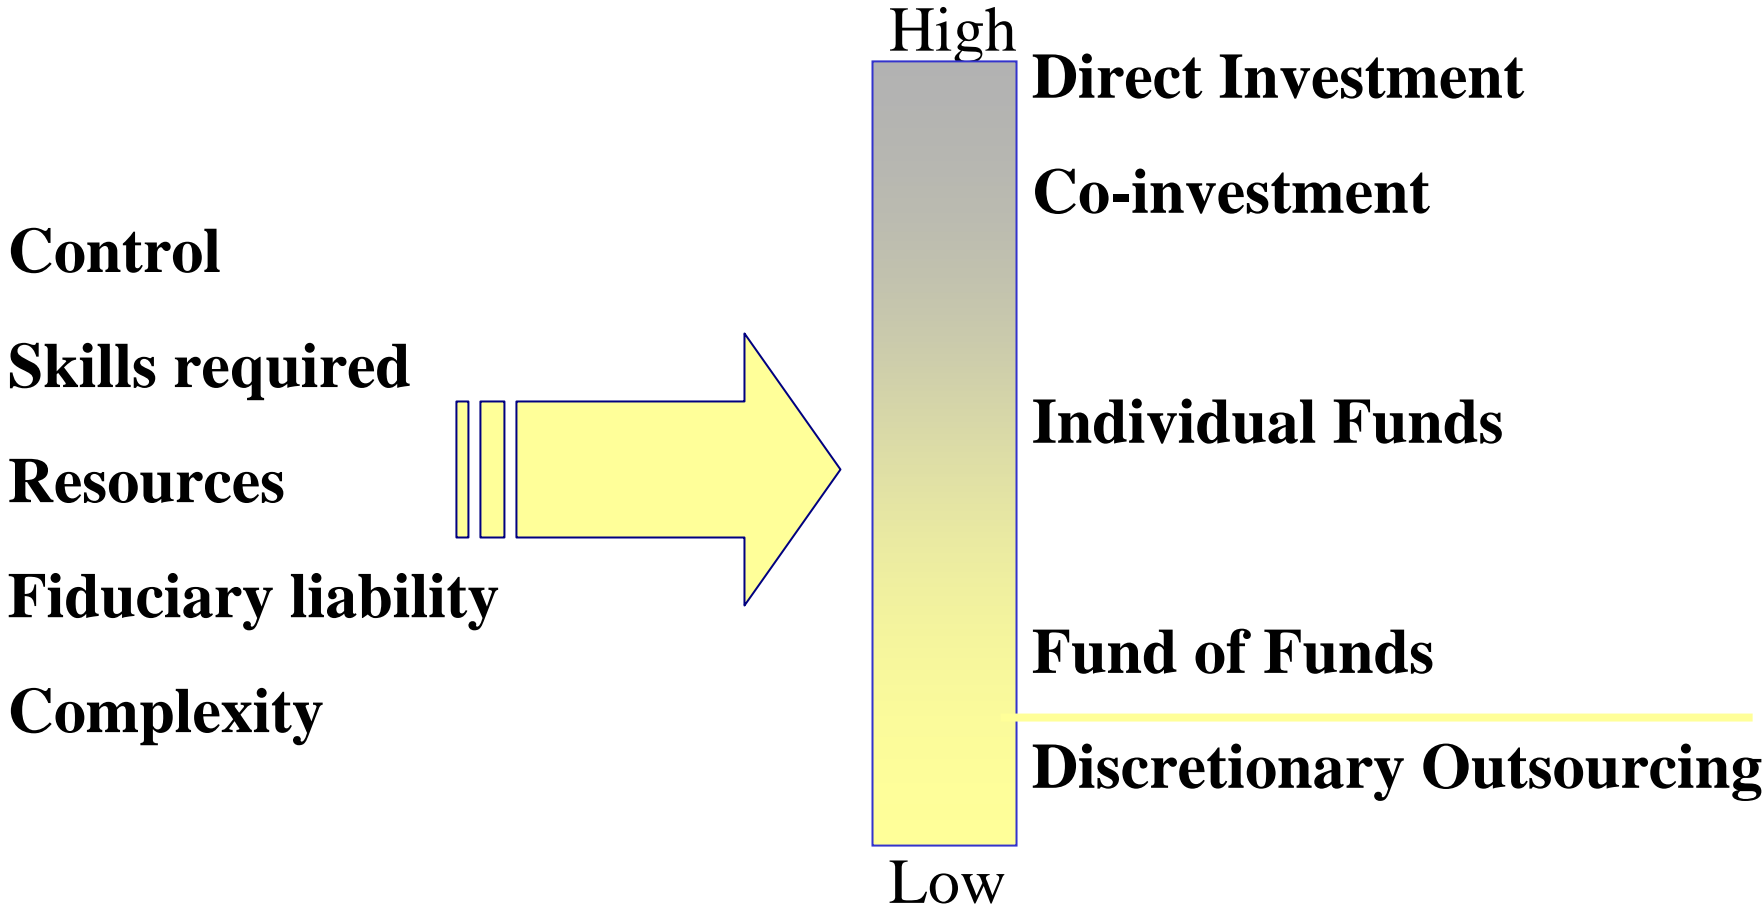 High
Direct Investment
Co-investment
Control
Skills required
Resources
Fiduciary liability
Complexity
Individual Funds
Fund of Funds
Discretionary Outsourcing
Low